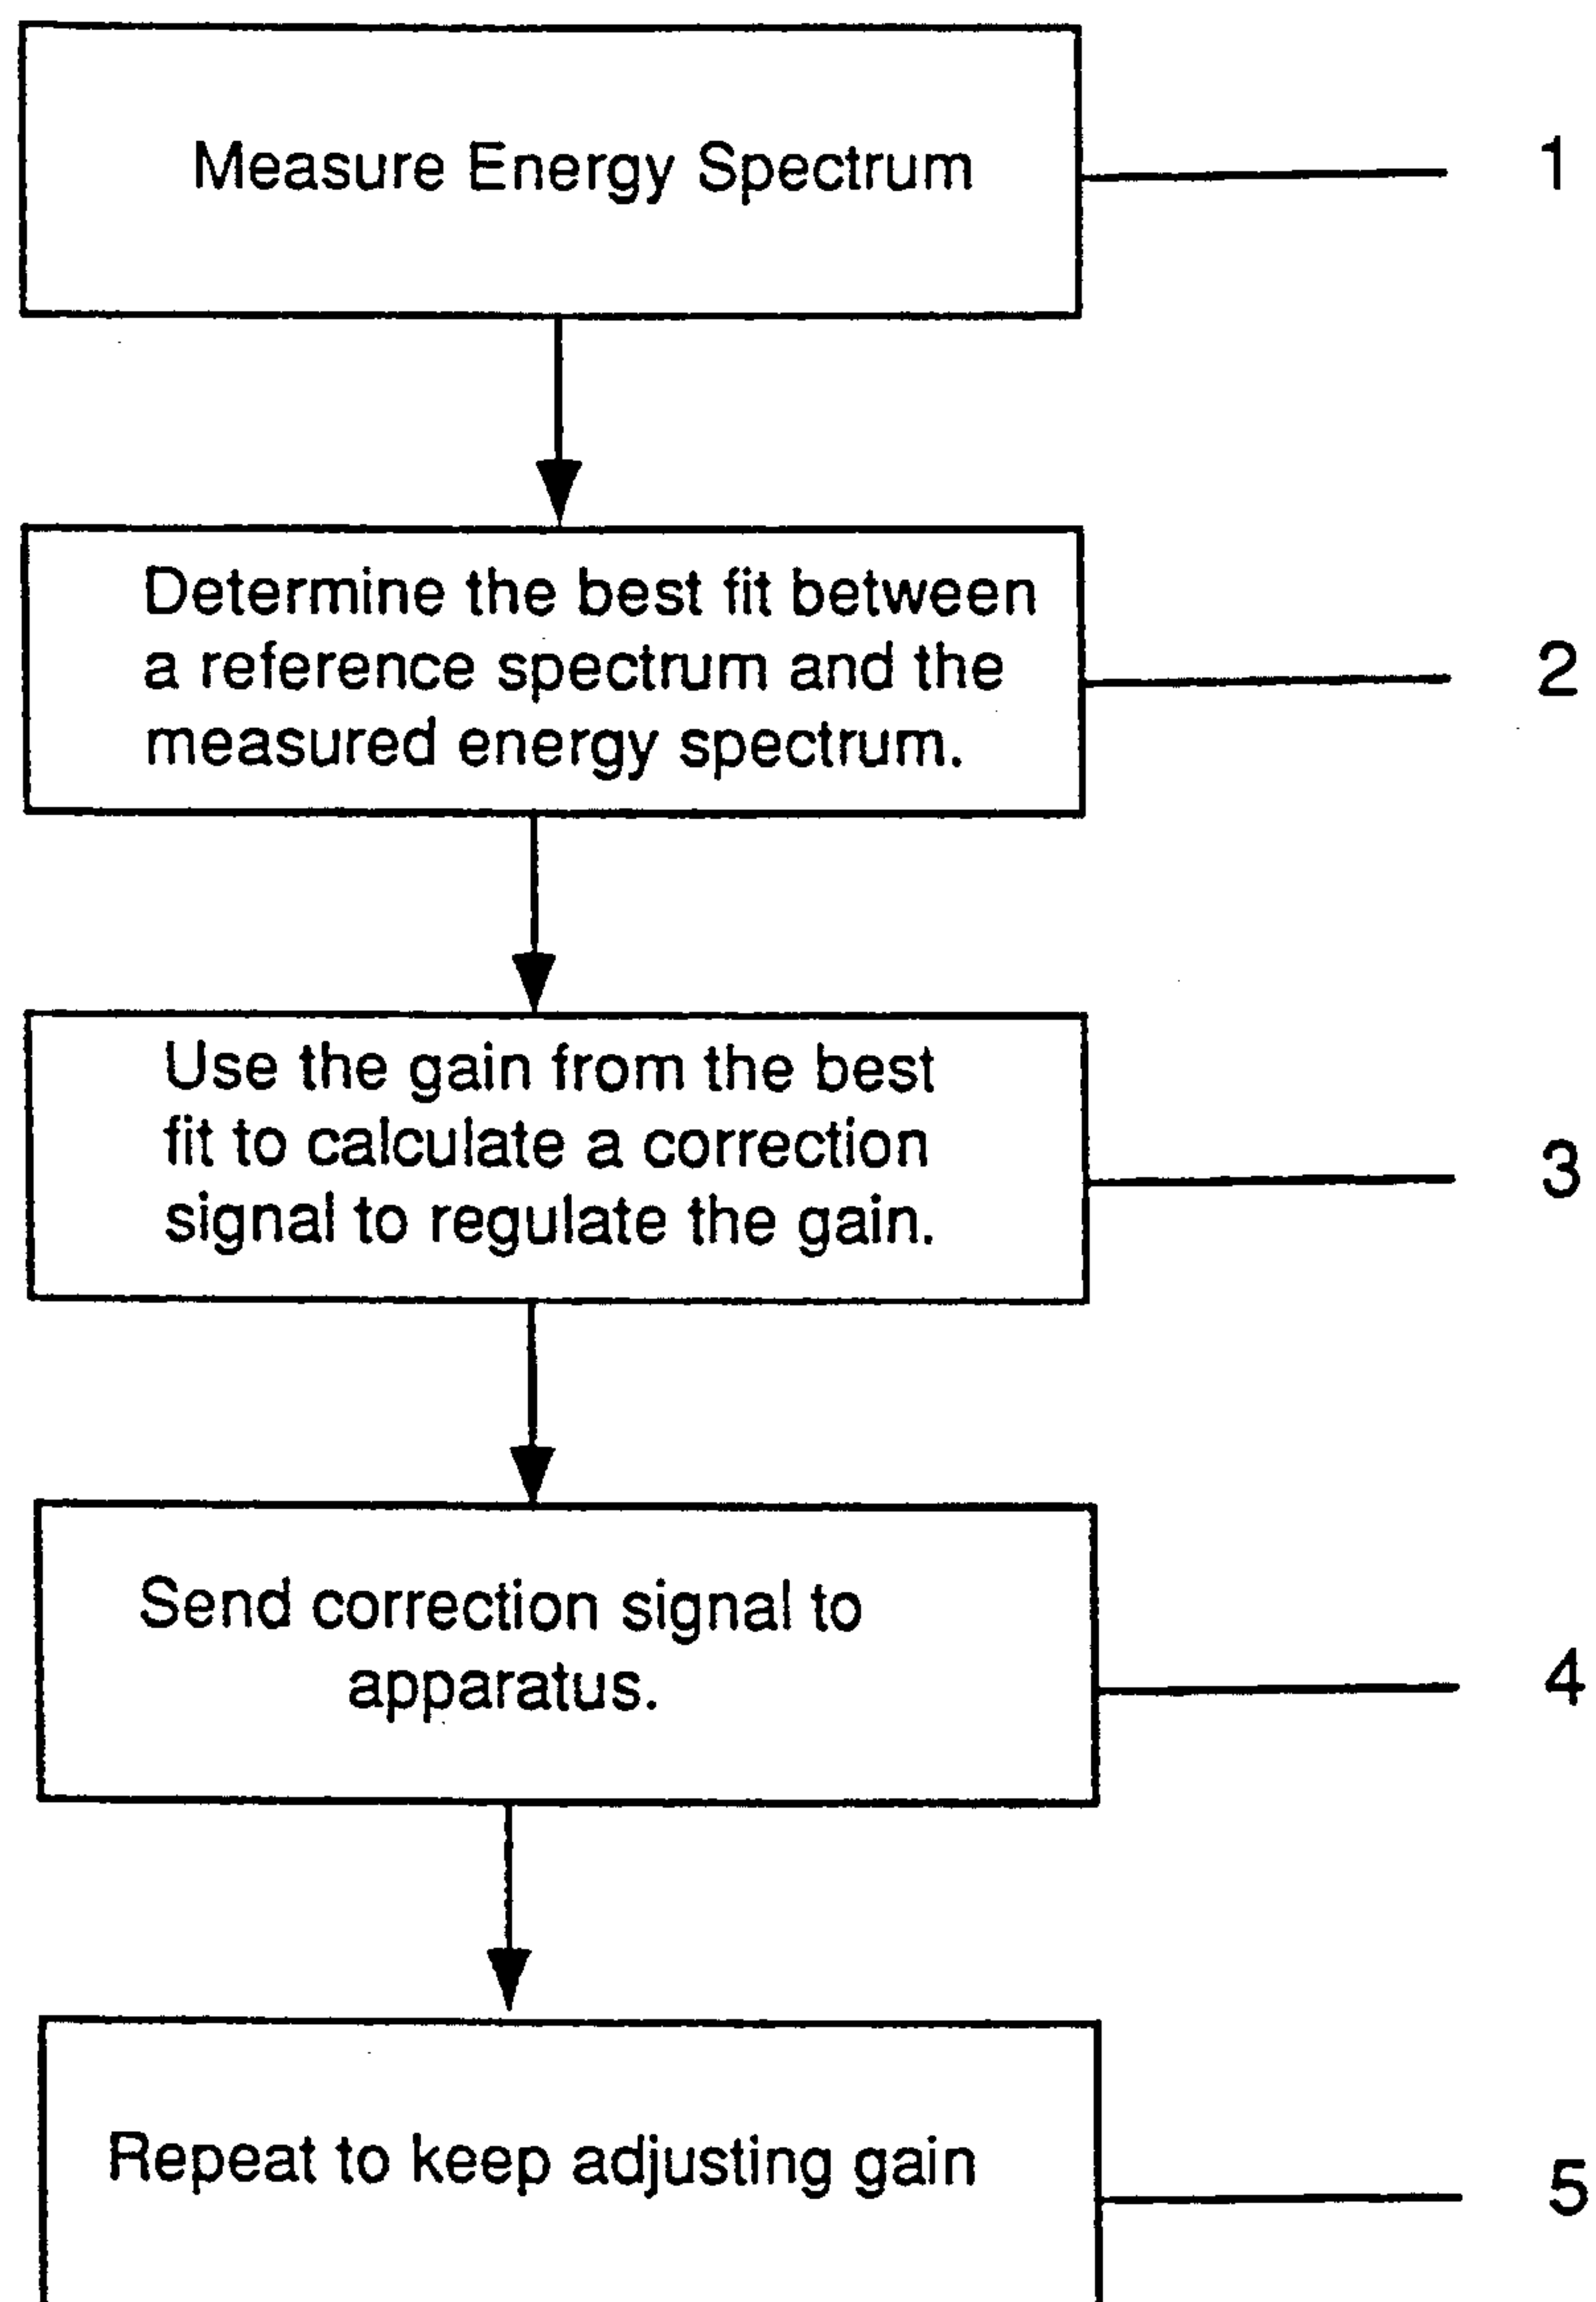 Measure Energy Spectrum
1
Determine the best fit between
a reference spectrum and the
measured energy spectrum.
2
Use the gain from the best
fit to calculate a correction
signal to regulate the gain.
3
Send correction signal to
apparatus.
4
Repeat to keep adjusting gain
5